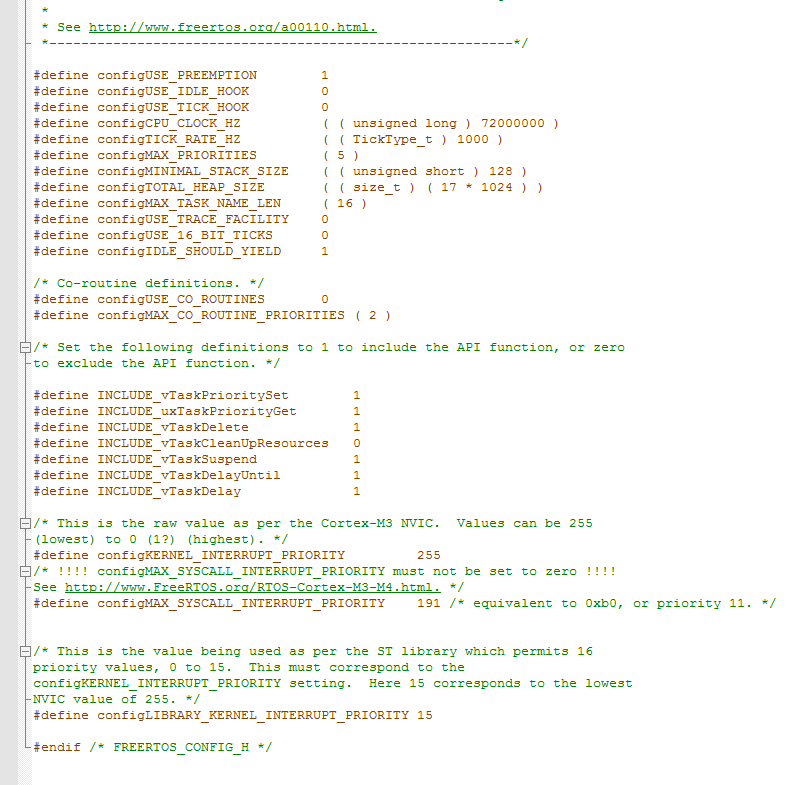 *
* See http://www.freertos.org/a00110.html.
*----------------------------------------------------------*/
#define configUSE_PREEMPTION 1
#define configUSE_IDLE_HOOK 0
#define configUSE_TICK_HOOK 0
#define configCPU_CLOCK_HZ ( ( unsigned long ) 72000000 )
#define configTICK_RATE_HZ ( ( TickType_t ) 1000 )
#define configMAX_PRIORITIES ( 5 )
#define configMINIMAL_STACK_SIZE ( ( unsigned short ) 128 )
#define configTOTAL_HEAP_SIZE ( ( size_t ) ( 17 * 1024 ) )
#define configMAX_TASK_NAME_LEN ( 16 )
#define configUSE_TRACE_FACILITY 0
#define configUSE_16_BIT_TICKS 0
#define configIDLE_SHOULD_YIELD 1
/* Co-routine definitions. */
#define configUSE_CO_ROUTINES 0
#define configMAX_CO_ROUTINE_PRIORITIES ( 2 )
/* Set the following definitions to 1 to include the API function, or zero
to exclude the API function. */
#define INCLUDE_vTaskPrioritySet 1
#define INCLUDE_uxTaskPriorityGet 1
#define INCLUDE_vTaskDelete 1
#define INCLUDE_vTaskCleanUpResources 0
#define INCLUDE_vTaskSuspend 1
#define INCLUDE_vTaskDelayUntil 1
#define INCLUDE_vTaskDelay 1
/* This is the raw value as per the Cortex-M3 NVIC.  Values can be 255
(lowest) to 0 (1?) (highest). */
#define configKERNEL_INTERRUPT_PRIORITY 255
/* !!!! configMAX_SYSCALL_INTERRUPT_PRIORITY must not be set to zero !!!!
See http://www.FreeRTOS.org/RTOS-Cortex-M3-M4.html. */
#define configMAX_SYSCALL_INTERRUPT_PRIORITY 191 /* equivalent to 0xb0, or priority 11. */
/* This is the value being used as per the ST library which permits 16
priority values, 0 to 15.  This must correspond to the
configKERNEL_INTERRUPT_PRIORITY setting.  Here 15 corresponds to the lowest
NVIC value of 255. */
#define configLIBRARY_KERNEL_INTERRUPT_PRIORITY 15
#endif /* FREERTOS_CONFIG_H */